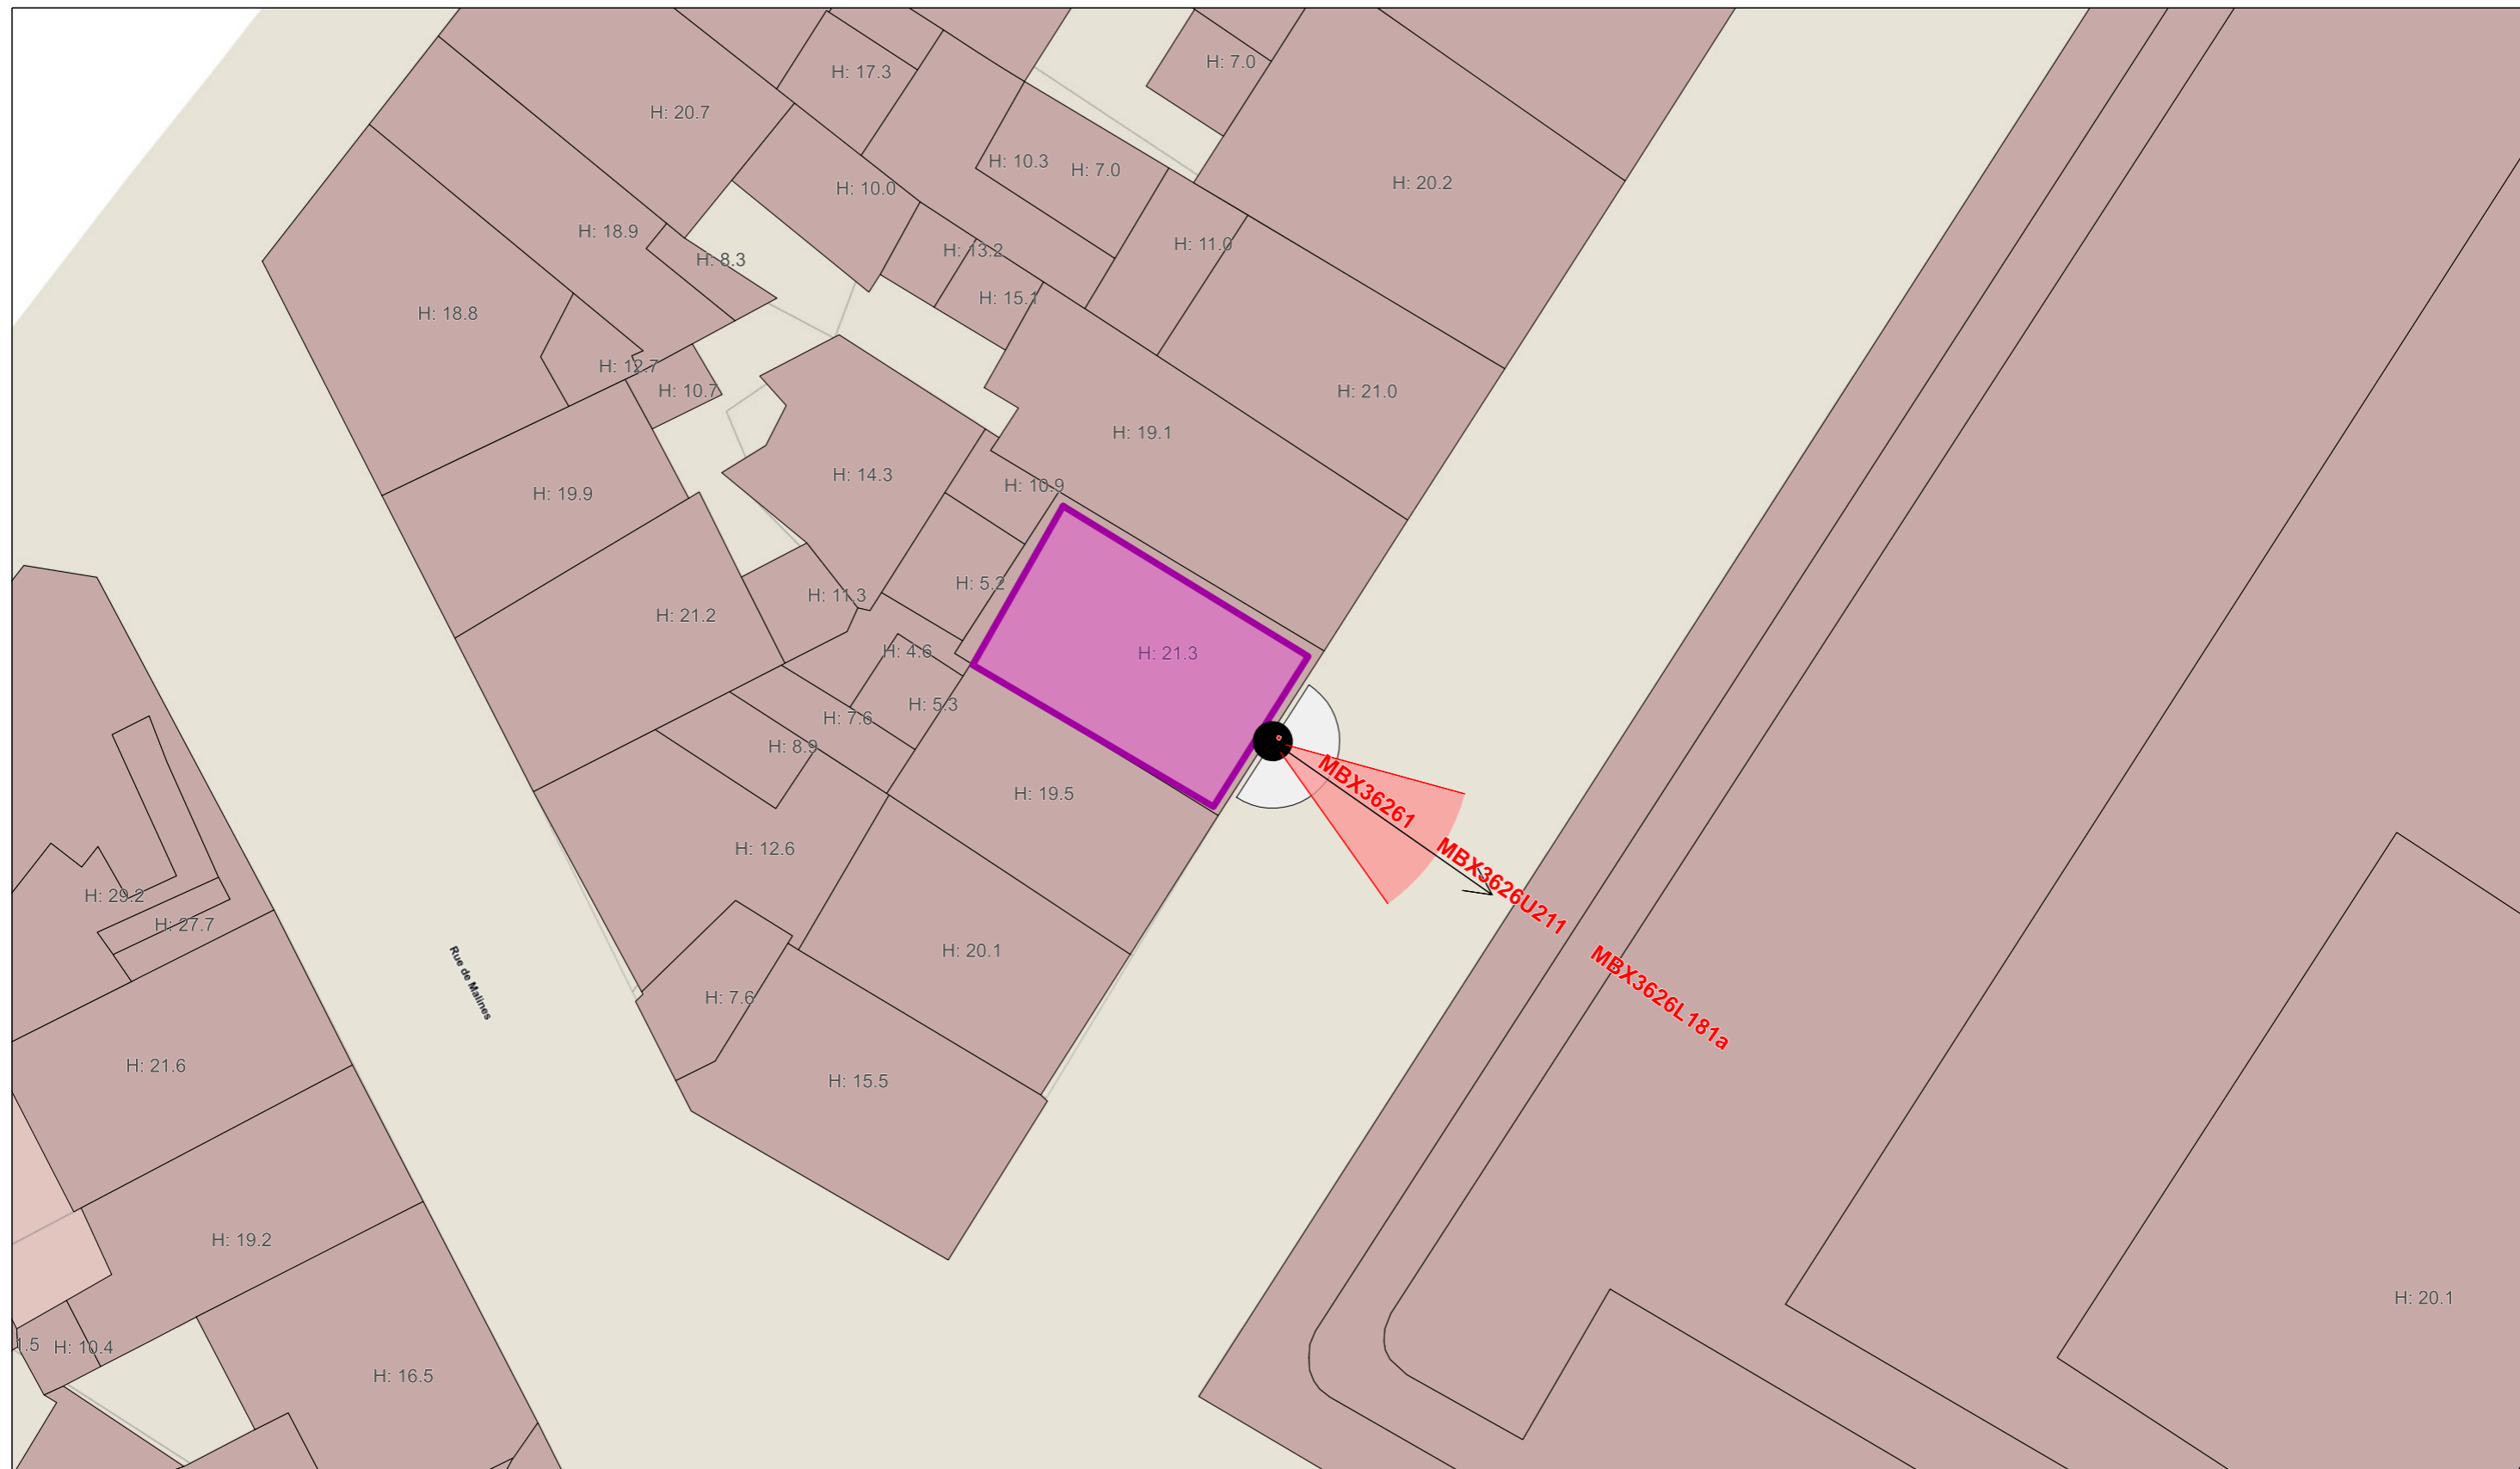 H: 7.0
H: 17.3
H: 20.7
H: 10.3
H: 7.0
H: 20.2
H: 10.0
H: 18.9
H: 11.0
H: 13.2
H: 8.3
H: 15.1
H: 18.8
H: 12.7
H: 10.7
H: 21.0
H: 19.1
H: 14.3
H: 10.9
H: 19.9
H: 5.2
H: 11.3
H: 21.2
H: 4.6
H: 21.3
H: 5.3
H: 7.6
H: 8.9
MBX36261
H: 19.5
H: 12.6
MBX3626U211
H: 29.2
H: 27.7
H: 20.1
Rue de Malines
H: 7.6
MBX3626L181a
H: 21.6
H: 15.5
H: 19.2
H: 20.1
1.5
H: 10.4
H: 16.5